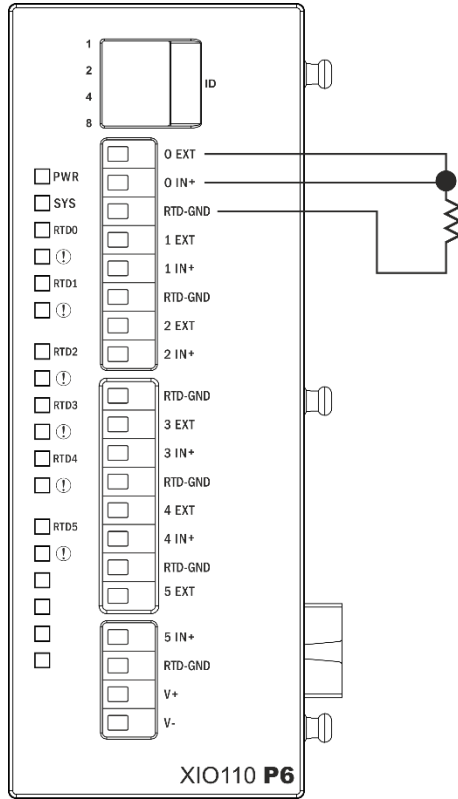 1
2
ID
4
8
0 EXT
0 IN+
RTD-GND
1 EXT
1 IN+
RTD-GND
2 EXT
2 IN+
PWR
SYS
RTD0
!
RTD1
!
RTD2
!
RTD3
!
RTD4
!
RTD5
!
RTD-GND
3 EXT
3 IN+
RTD-GND
4 EXT
4 IN+
RTD-GND
5 EXT
5 IN+
RTD-GND
V+
V-
XIO110 P6